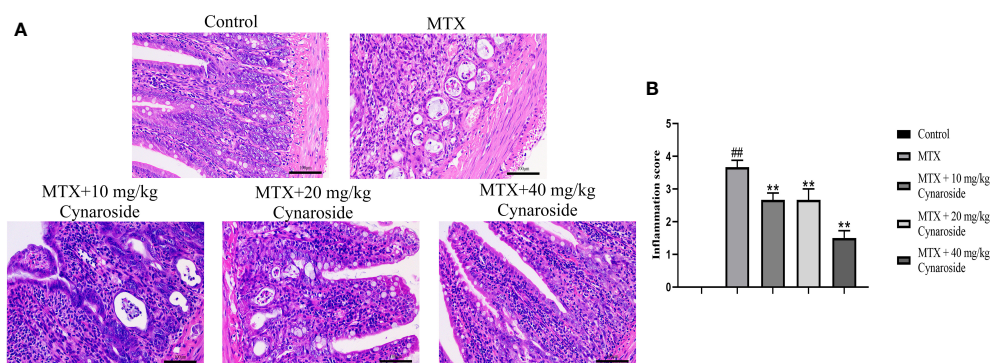 A
Control
MTX
MTX+10 mg/kg
Cynaroside
MTX+20 mg/kg
Cynaroside
MTX+40 mg/kg
Cynaroside
B
Inflammation score
5
4
3
2
1
0
##
**
**
**
Control
MTX
MTX + 10 mg/kg
Cynaroside
MTX + 20 mg/kg
Cynaroside
MTX + 40 mg/kg
Cynaroside